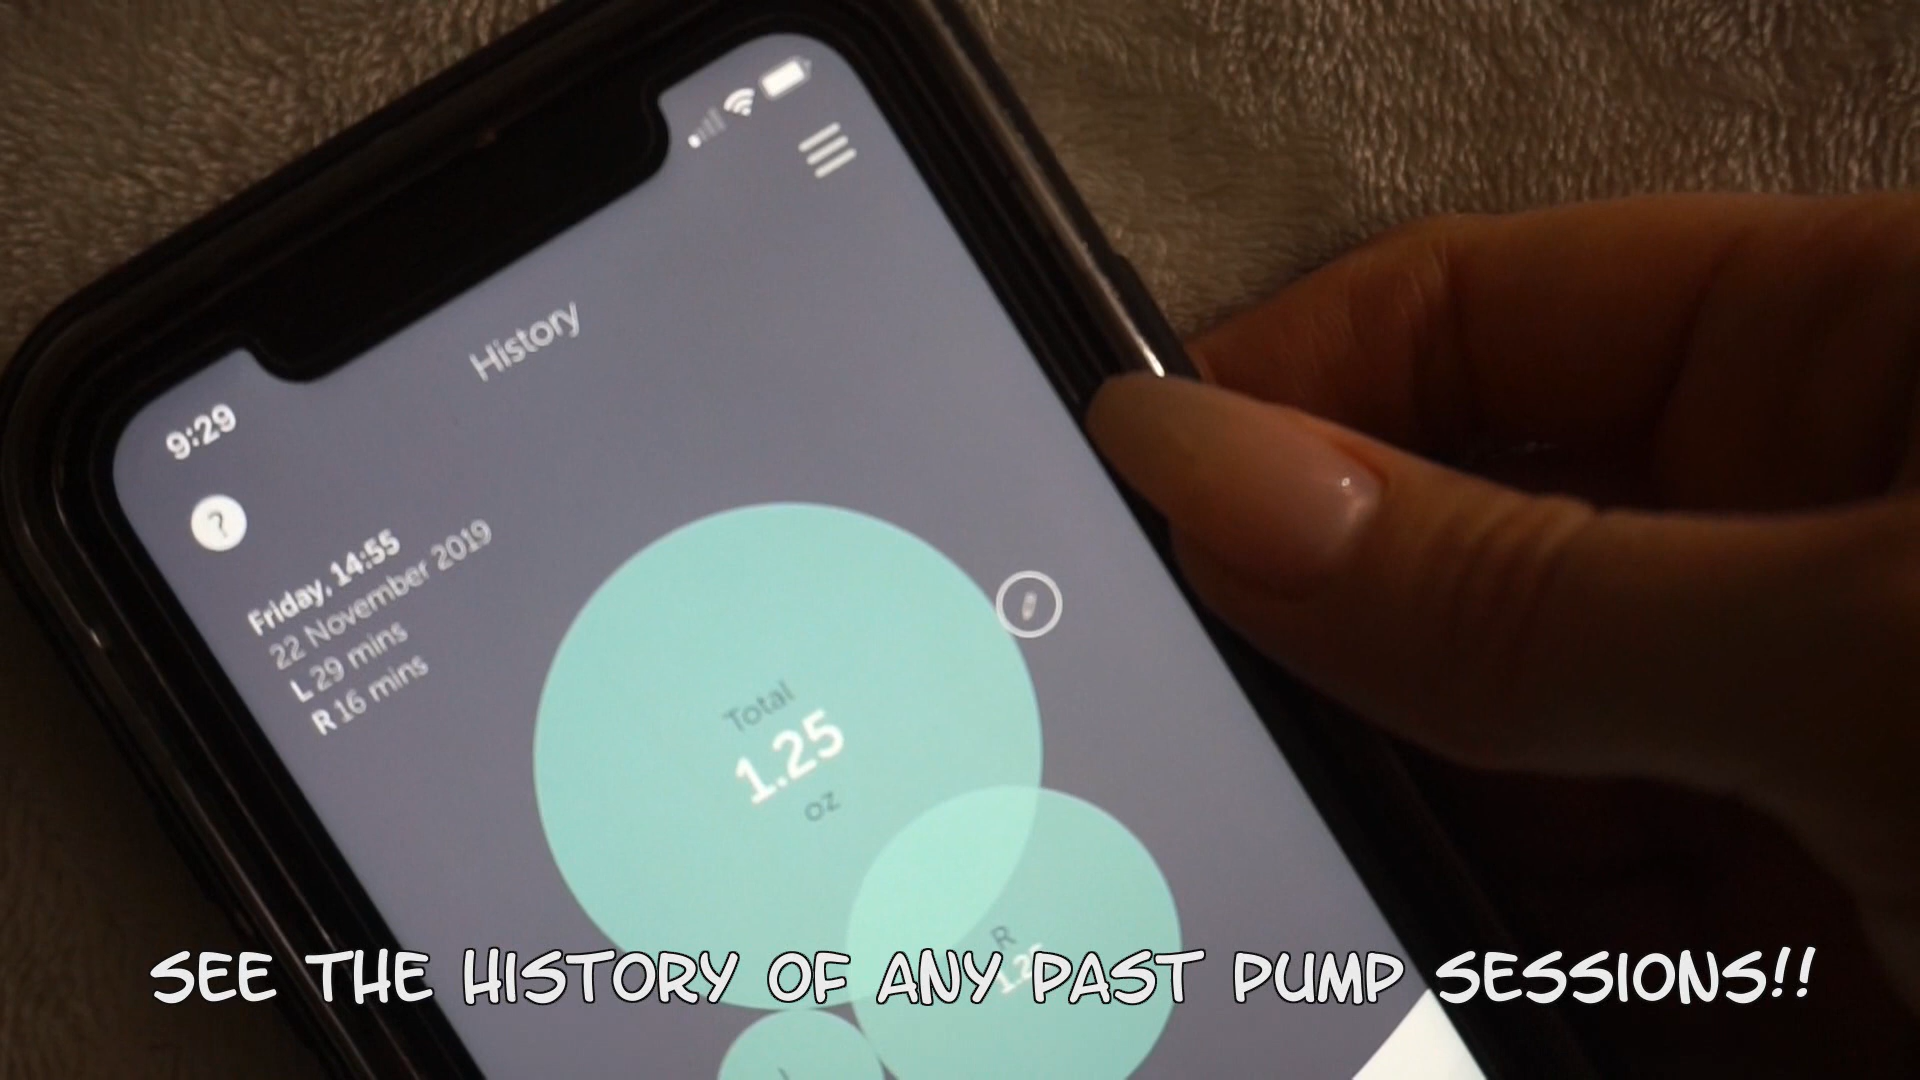 History
9:29
?
Friday, 14:55
22 November 2019
L 29 mins
R 16 mins
Total
1.25
oz
R
SEE THE HISTORY OF ANY PAST PUMP SESSIONS!!